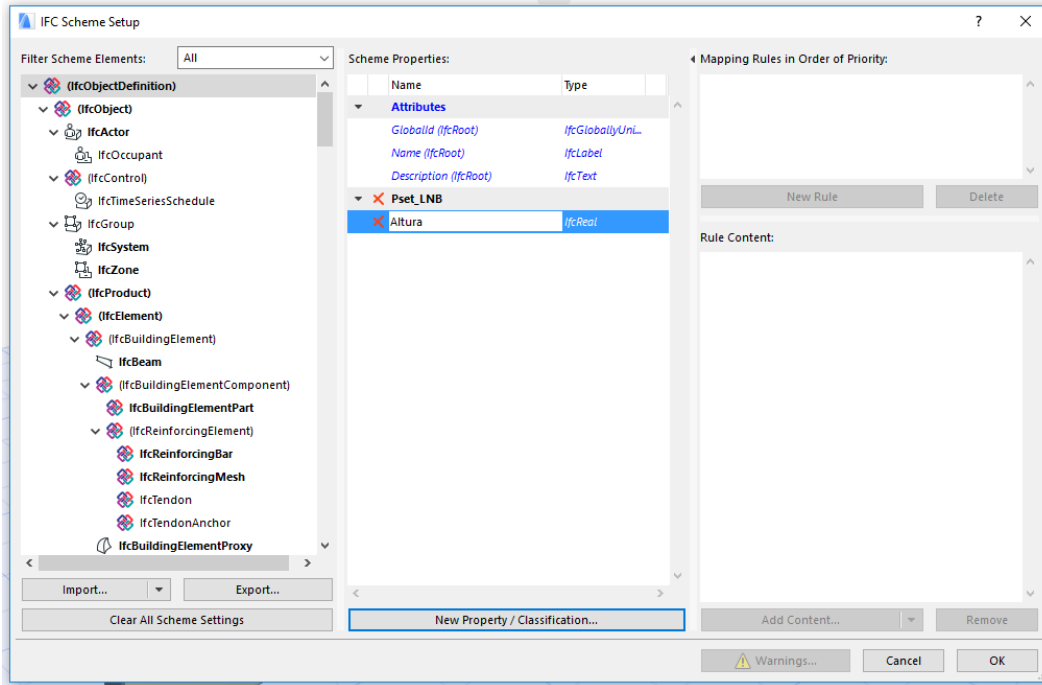 IFC Scheme Setup
?
Filter Scheme Elements:
All
(IfcObjectDefinition)
(IfcObject)
IfcActor
IfcOccupant
(IfcControl)
IfcTimeSeriesSchedule
IfcGroup
IfcSystem
IfcZone
(IfcProduct)
(IfcElement)
(IfcBuildingElement)
IfcBeam
(IfcBuildingElementComponent)
IfcBuildingElementPart
(IfcReinforcingElement)
IfcReinforcingBar
IfcReinforcingMesh
IfcTendon
IfcTendonAnchor
IfcBuildingElementProxy
Import...
Export...
Clear All Scheme Settings
Scheme Properties:
Name Type
Attributes
GlobalId (IfcRoot) IfcGloballyUni...
Name (IfcRoot) IfcLabel
Description (IfcRoot) IfcText
Pset_LNB
Altura IfcReal
New Property / Classification...
Mapping Rules in Order of Priority:
New Rule
Delete
Rule Content:
Add Content...
Remove
Warnings...
Cancel
OK